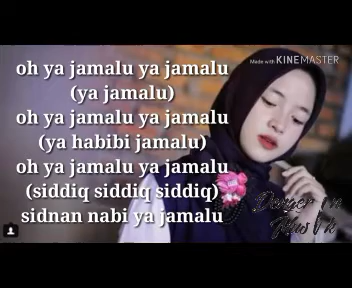 Made with KINEMASTER
oh ya jamalu ya jamalu
(ya jamalu)
oh ya jamalu ya jamalu
(ya habibi jamalu)
oh ya jamalu ya jamalu
(siddiq siddiq siddiq)
sidnan nabi ya jamalu